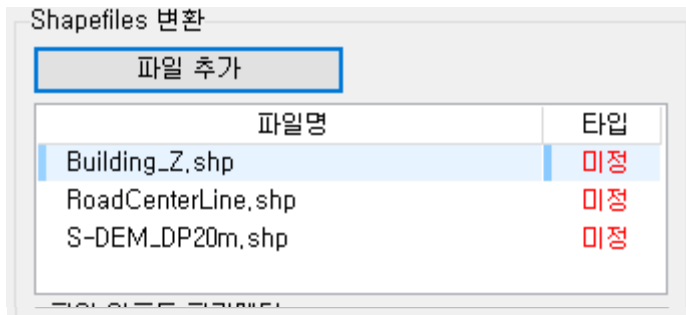 Shapefiles 변환
파일 추가
파일명 타입
Building_Z.shp 미정
RoadCenterLine.shp 미정
S-DEM_DP20m.shp 미정